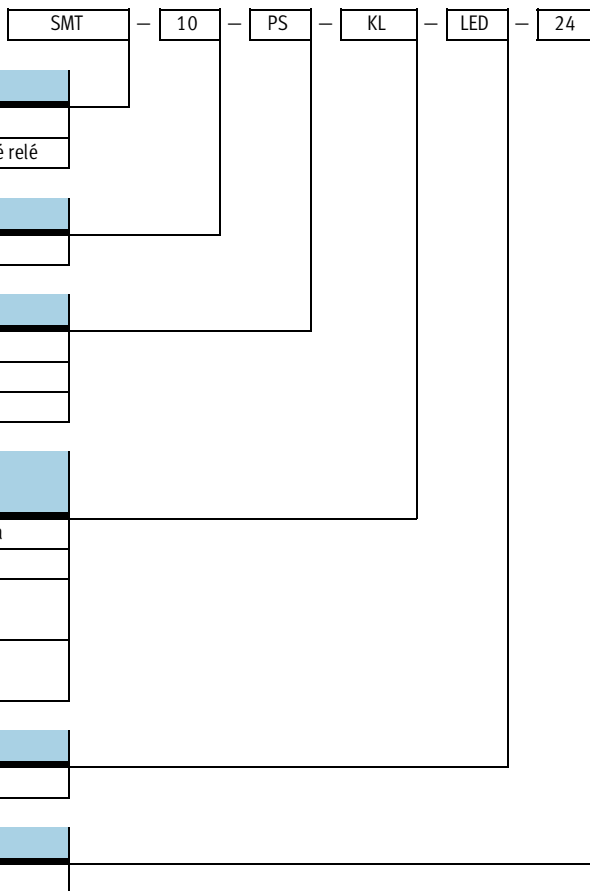 SMT – 10 – PS – KL – LED – 24
relé